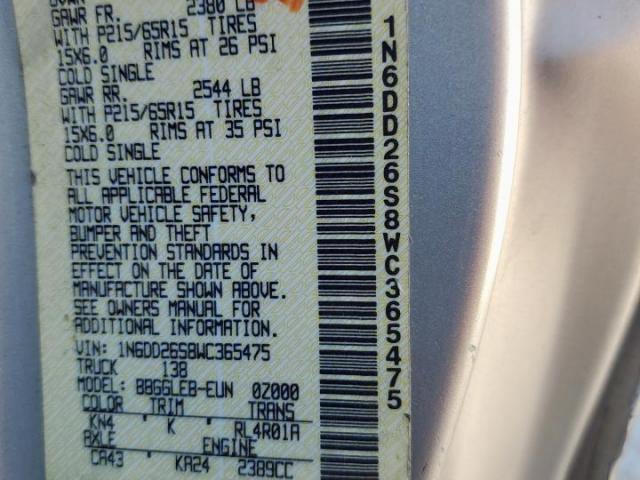 GAWR FR. 2380 LB
WITH P215/65R15 TIRES
15X6.0 RIMS AT 26 PSI
COLD SINGLE
GAWR RR. 2544 LB
WITH P215/65R15 TIRES
15X6.0 RIMS AT 35 PSI
COLD SINGLE
THIS VEHICLE CONFORMS TO
ALL APPLICABLE FEDERAL
MOTOR VEHICLE SAFETY,
BUMPER AND THEFT
PREVENTION STANDARDS IN
EFFECT ON THE DATE OF
MANUFACTURE SHOWN ABOVE.
SEE OWNERS MANUAL FOR
ADDITIONAL INFORMATION.
VIN: 1N6DD26S8WC365475
TRUCK 138
MODEL: BBGGLEB-EUN 0Z000
COLOR TRIM TRANS
KN4 K RL4R01A
AXLE ENGINE
CA43 KA24 2389CC
1N6DD26S8WC365475